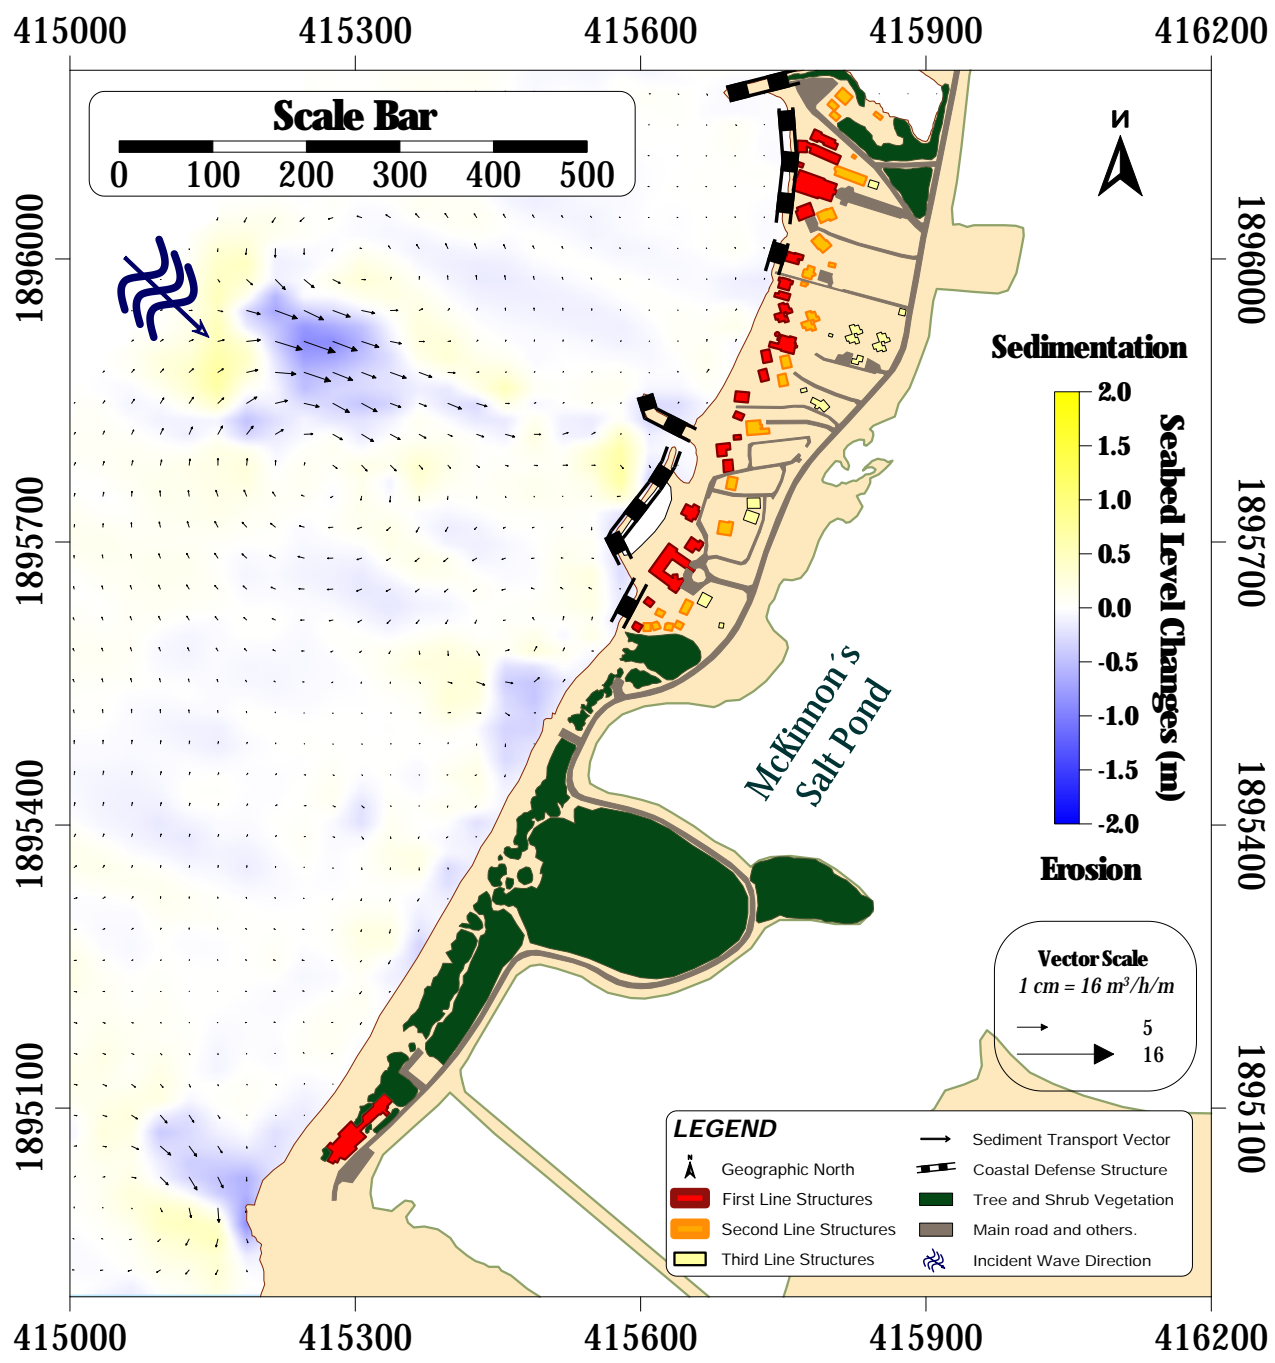 415000 415300 415600 415900 416200
Scale Bar
0 100 200 300 400 500
N
1896000
1896000
Sedimentation
2.0
1.5
1.0
0.5
0.0
-0.5
-1.0
-1.5
-2.0
Seabed Level Changes (m)
Erosion
1895700
1895700
McKinnon´s
Salt Pond
1895400
1895400
Vector Scale
1 cm = 16 m³/h/m
5
16
1895100
1895100
LEGEND
N
Geographic North
First Line Structures
Second Line Structures
Third Line Structures
Sediment Transport Vector
Coastal Defense Structure
Tree and Shrub Vegetation
Main road and others.
Incident Wave Direction
415000 415300 415600 415900 416200